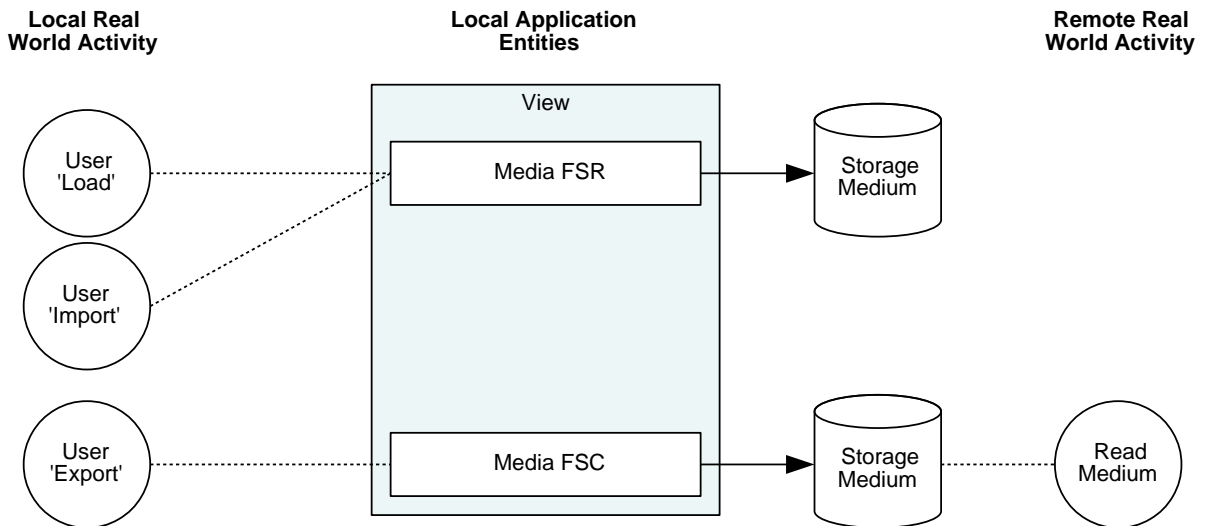 Local Real
World Activity
Local Application
Entities
Remote Real
World Activity
View
User
'Load'
Media FSR
Storage
Medium
User
'Import'
User
'Export'
Media FSC
Storage
Medium
Read
Medium